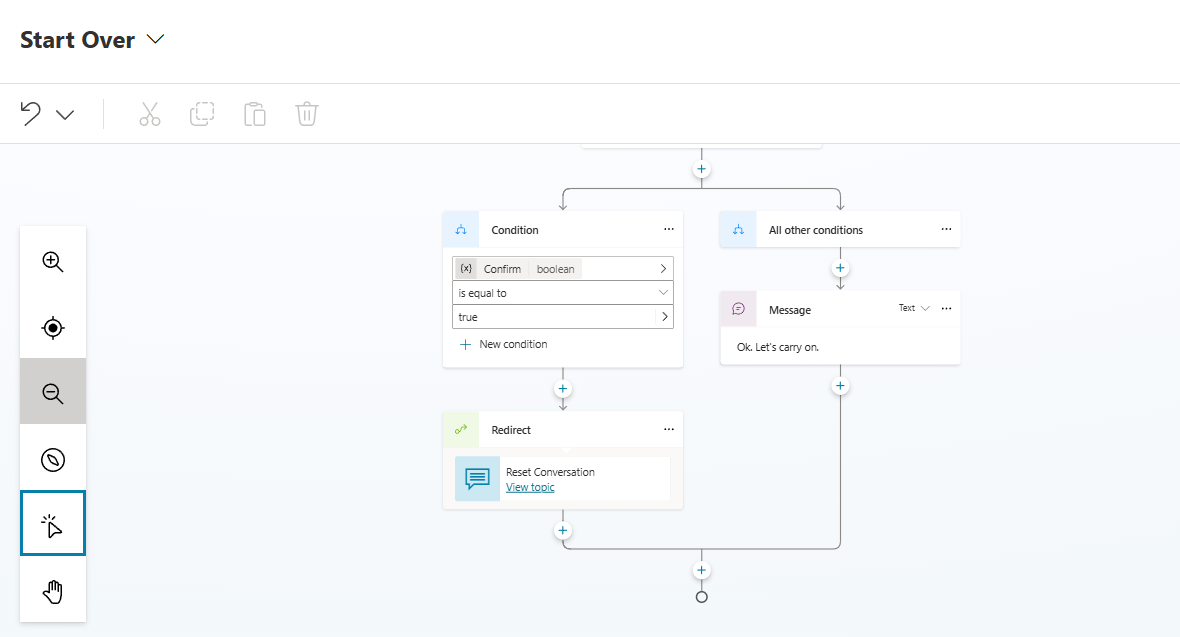 Start Over
Condition
All other conditions
{x} Confirm boolean
is equal to
true
New condition
Message Text
Ok. Let's carry on.
Redirect
Reset Conversation
View topic